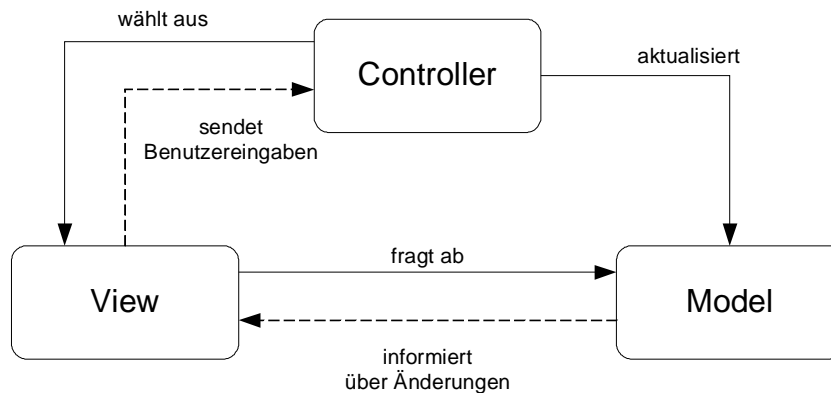 wählt aus
Controller
aktualisiert
sendet
Benutzereingaben
fragt ab
View
Model
informiert
über Änderungen